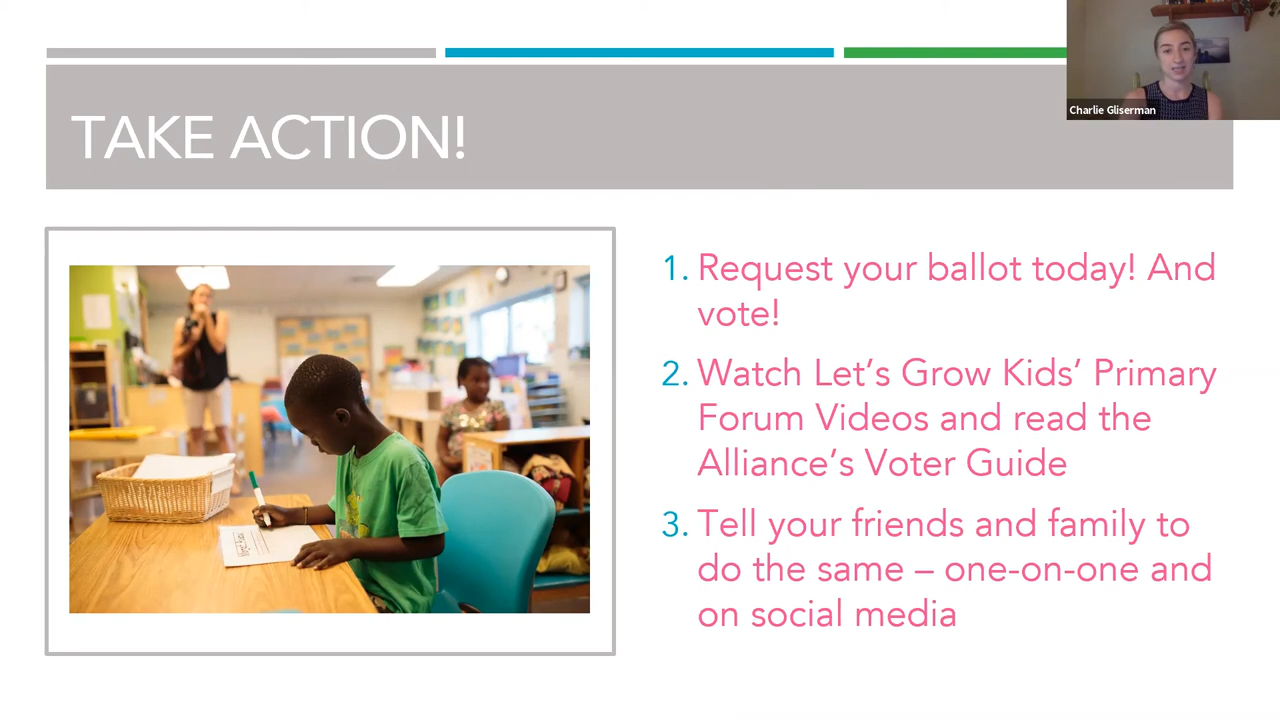 Charlie Gliserman
TAKE ACTION!
1. Request your ballot today! And
vote!
2. Watch Let’s Grow Kids’ Primary
Forum Videos and read the
Alliance’s Voter Guide
3. Tell your friends and family to
do the same – one-on-one and
on social media